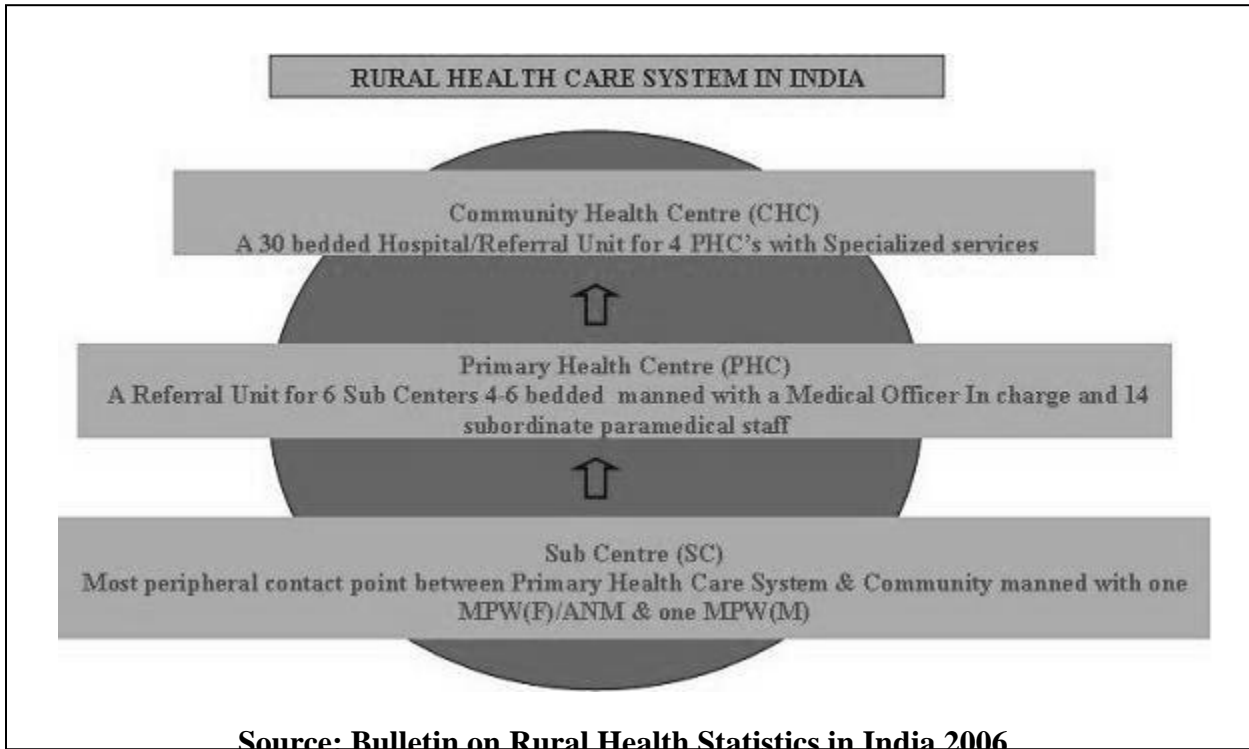 RURAL HEALTH CARE SYSTEM IN INDIA
Community Health Centre (CHC)
A 30 bedded Hospital/Referral Unit for 4 PHC's with Specialized services
Primary Health Centre (PHC)
A Referral Unit for 6 Sub Centers 4-6 bedded manned with a Medical Officer In charge and 14
subordinate paramedical staff
Sub Centre (SC)
Most peripheral contact point between Primary Health Care System & Community manned with one
MPW(F)/ANM & one MPW(M)
Source: Bulletin on Rural Health Statistics in India 2006